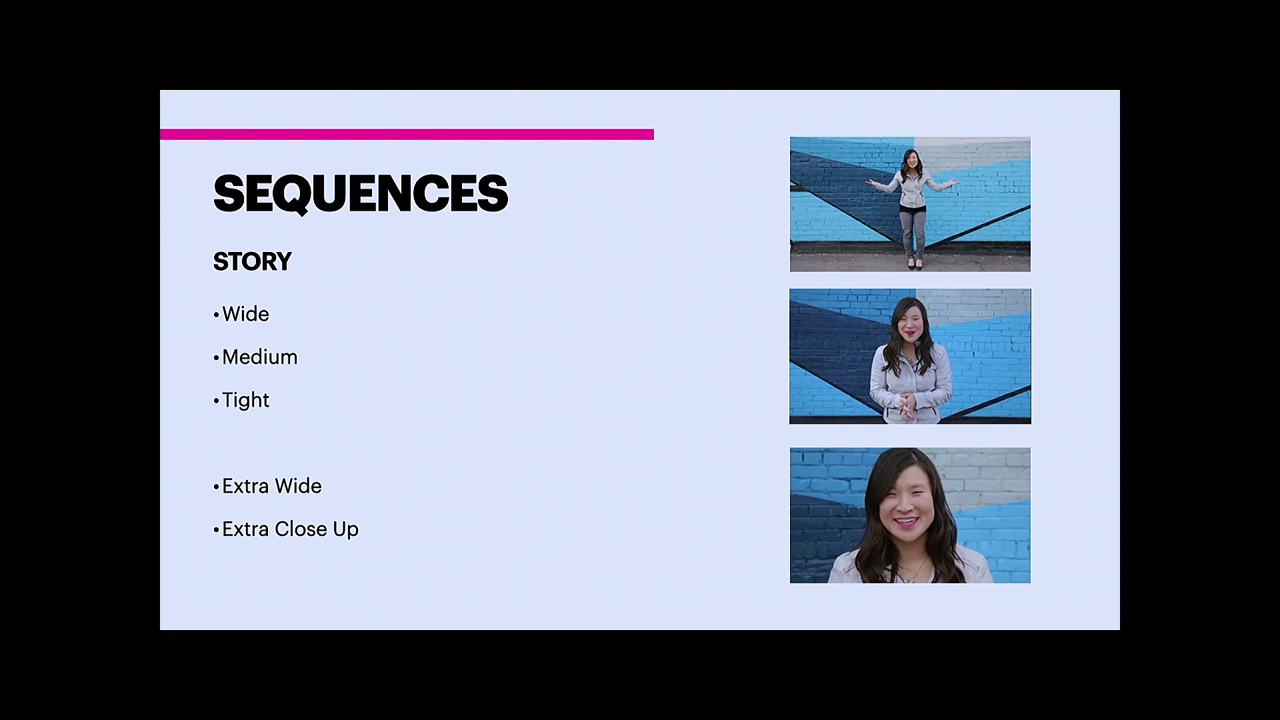 SEQUENCES
STORY
•Wide
•Medium
•Tight
•Extra Wide
•Extra Close Up